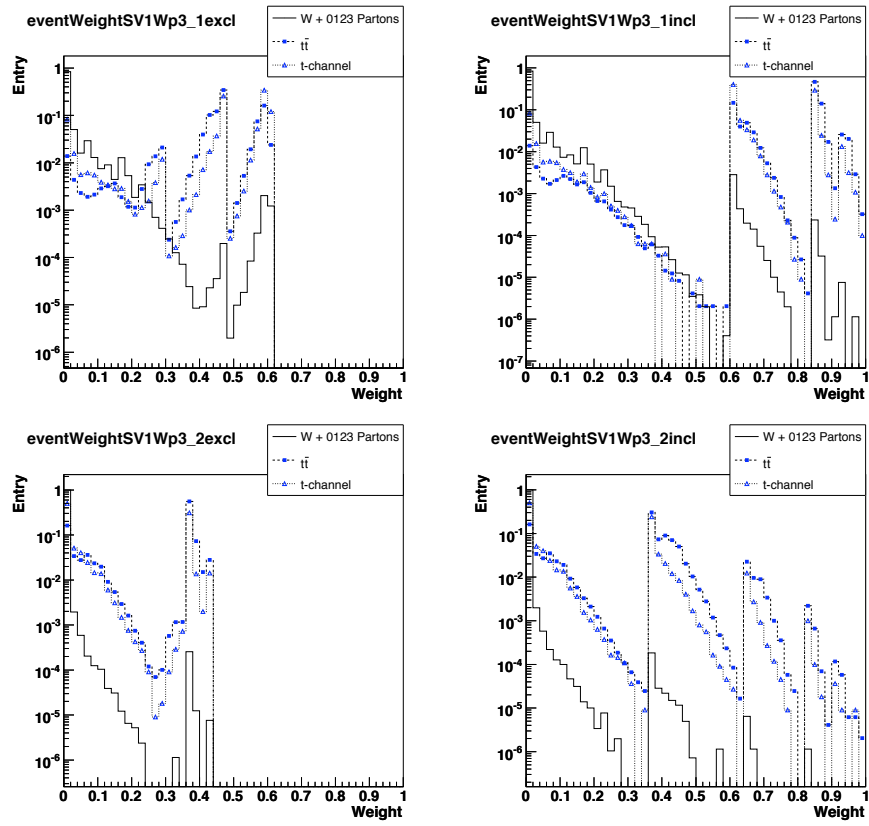 eventWeightSV1Wp3_1excl
W + 0123 Partons
tt̄
t-channel
Entry
1
10^-1
10^-2
10^-3
10^-4
10^-5
10^-6
0 0.1 0.2 0.3 0.4 0.5 0.6 0.7 0.8 0.9 1
Weight
eventWeightSV1Wp3_1incl
W + 0123 Partons
tt̄
t-channel
Entry
1
10^-1
10^-2
10^-3
10^-4
10^-5
10^-6
10^-7
0 0.1 0.2 0.3 0.4 0.5 0.6 0.7 0.8 0.9 1
Weight
eventWeightSV1Wp3_2excl
W + 0123 Partons
tt̄
t-channel
Entry
1
10^-1
10^-2
10^-3
10^-4
10^-5
10^-6
0 0.1 0.2 0.3 0.4 0.5 0.6 0.7 0.8 0.9 1
Weight
eventWeightSV1Wp3_2incl
W + 0123 Partons
tt̄
t-channel
Entry
1
10^-1
10^-2
10^-3
10^-4
10^-5
10^-6
0 0.1 0.2 0.3 0.4 0.5 0.6 0.7 0.8 0.9 1
Weight